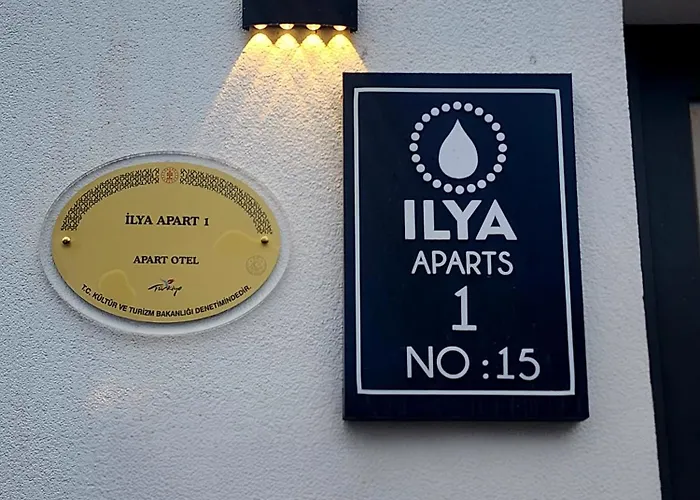 İLYA APART 1
APART OTEL
Türkiye
T.C. KÜLTÜR VE TURİZM BAKANLIĞI DENETİMİNDEDİR.
ILYA
APARTS
1
NO : 15